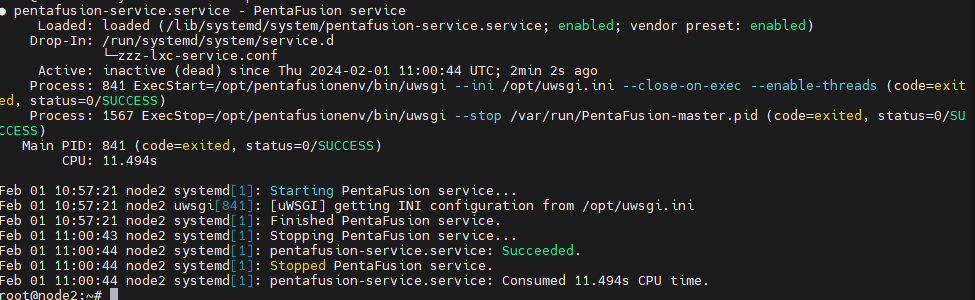 ● pentafusion-service.service - PentaFusion service
Loaded: loaded (/lib/systemd/system/pentafusion-service.service; enabled; vendor preset: enabled)
Drop-In: /run/systemd/system/service.d
└─zzz-lxc-service.conf
Active: inactive (dead) since Thu 2024-02-01 11:00:44 UTC; 2min 2s ago
Process: 841 ExecStart=/opt/pentafusionenv/bin/uwsgi --ini /opt/uwsgi.ini --close-on-exec --enable-threads (code=exit
ed, status=0/SUCCESS)
Process: 1567 ExecStop=/opt/pentafusionenv/bin/uwsgi --stop /var/run/PentaFusion-master.pid (code=exited, status=0/SU
CCESS)
Main PID: 841 (code=exited, status=0/SUCCESS)
CPU: 11.494s
Feb 01 10:57:21 node2 systemd[1]: Starting PentaFusion service...
Feb 01 10:57:21 node2 uwsgi[841]: [uWSGI] getting INI configuration from /opt/uwsgi.ini
Feb 01 10:57:21 node2 systemd[1]: Finished PentaFusion service.
Feb 01 11:00:43 node2 systemd[1]: Stopping PentaFusion service...
Feb 01 11:00:44 node2 systemd[1]: pentafusion-service.service: Succeeded.
Feb 01 11:00:44 node2 systemd[1]: Stopped PentaFusion service.
Feb 01 11:00:44 node2 systemd[1]: pentafusion-service.service: Consumed 11.494s CPU time.
root@node2:~#